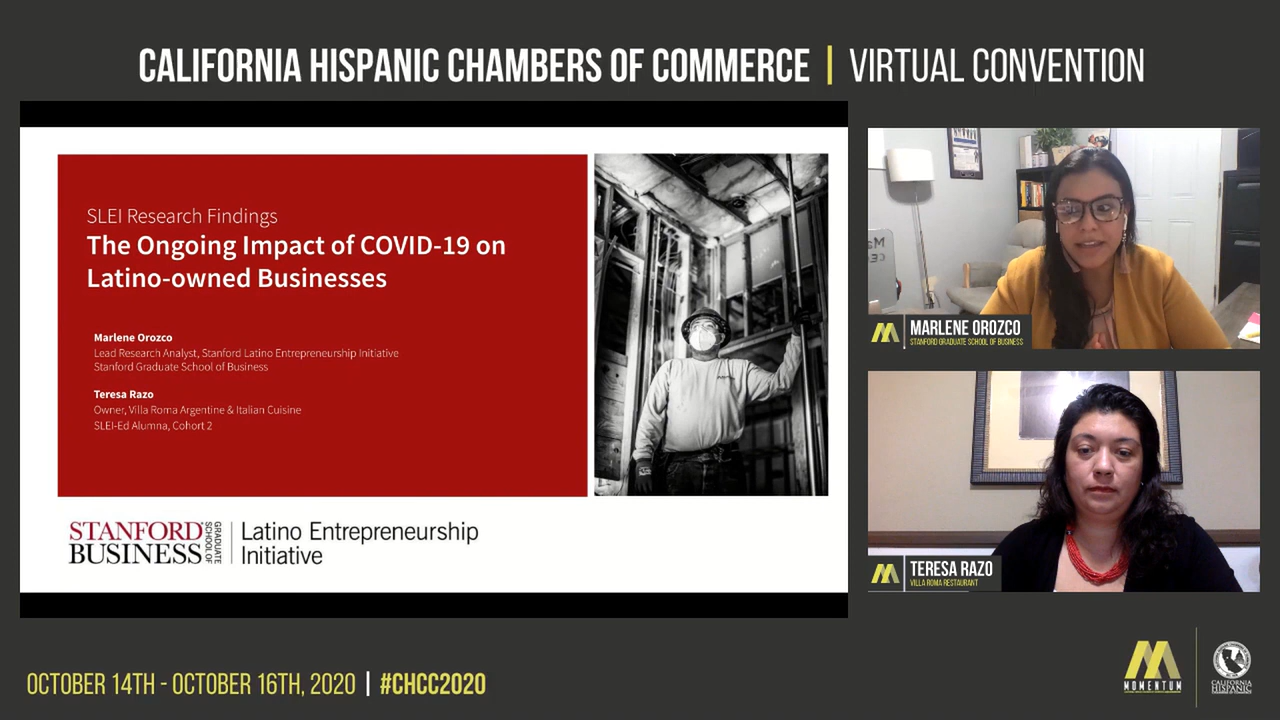 CALIFORNIA HISPANIC CHAMBERS OF COMMERCE | VIRTUAL CONVENTION
SLEI Research Findings
The Ongoing Impact of COVID-19 on
Latino-owned Businesses
Marlene Orozco
Lead Research Analyst, Stanford Latino Entrepreneurship Initiative
Stanford Graduate School of Business
Teresa Razo
Owner, Villa Roma Argentine & Italian Cuisine
SLEI-Ed Alumna, Cohort 2
STANFORD
BUSINESS
GRADUATE
SCHOOL OF
Latino Entrepreneurship
Initiative
MARLENE OROZCO
STANFORD GRADUATE SCHOOL OF BUSINESS
TERESA RAZO
VILLA ROMA RESTAURANT
OCTOBER 14TH - OCTOBER 16TH, 2020 | #CHCC2020
MOMENTUM
CALIFORNIA
HISPANIC